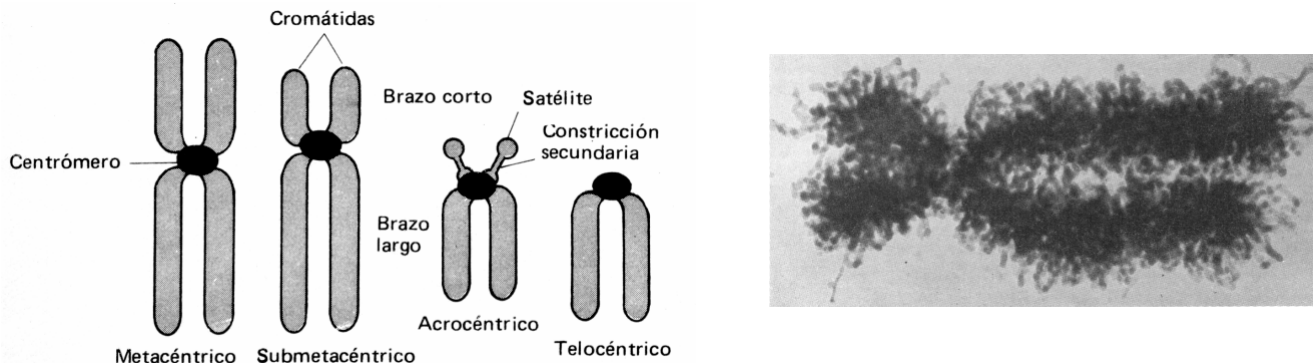 Cromátidas
Brazo corto
Satélite
Constricción
secundaria
Centrómero
Brazo
largo
Acrocéntrico
Telocéntrico
Metacéntrico
Submetacéntrico